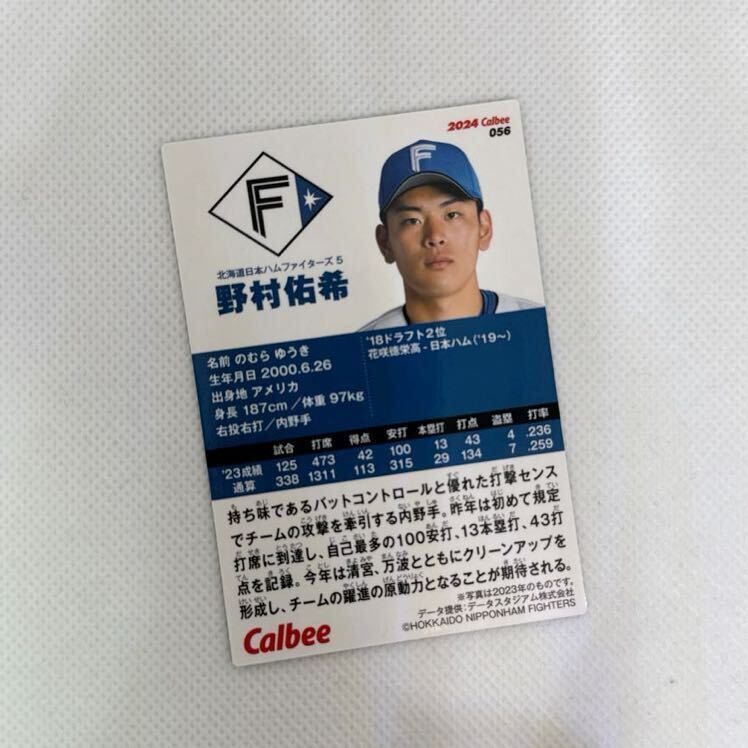 2024 Calbee
056
F
F
北海道日本ハムファイターズ 5
野村佑希
名前 のむら ゆうき
生年月日 2000.6.26
出身地 アメリカ
身長 187cm/体重 97kg
右投右打/内野手
'18ドラフト2位
花咲徳栄高-日本ハム('19〜)
試合 打席 得点 安打 本塁打 打点 盗塁 打率
'23成績 125 473 42 100 13 43 4 .236
通算 338 1311 113 315 29 134 7 .259
持ち味であるバットコントロールと優れた打撃センス
でチームの攻撃を牽引する内野手。昨年は初めて規定
打席に到達し、自己最多の100安打、13本塁打、43打
点を記録。今年は清宮、万波とともにクリーンアップを
形成し、チームの躍進の原動力となることが期待される。
※写真は2023年のものです。
データ提供:データスタジアム株式会社
©HOKKAIDO NIPPONHAM FIGHTERS
Calbee